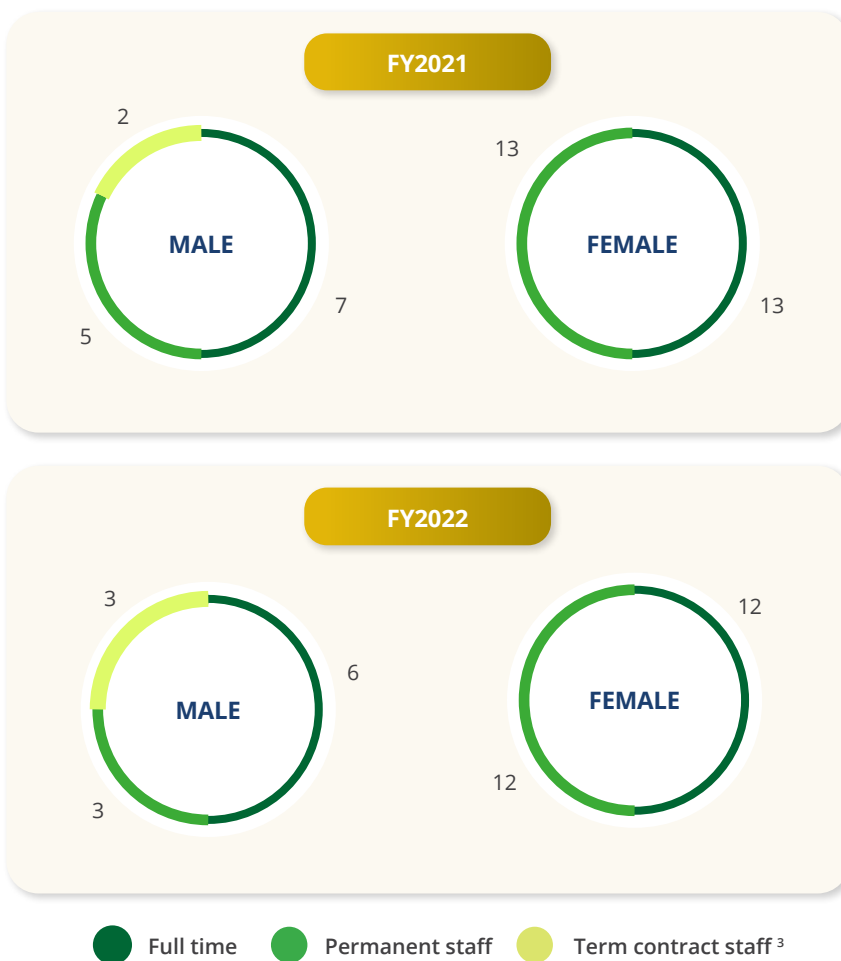 FY2021
2
13
MALE
FEMALE
7
13
5
FY2022
3
12
6
MALE
FEMALE
12
3
Full time
Permanent staff
Term contract staff ³